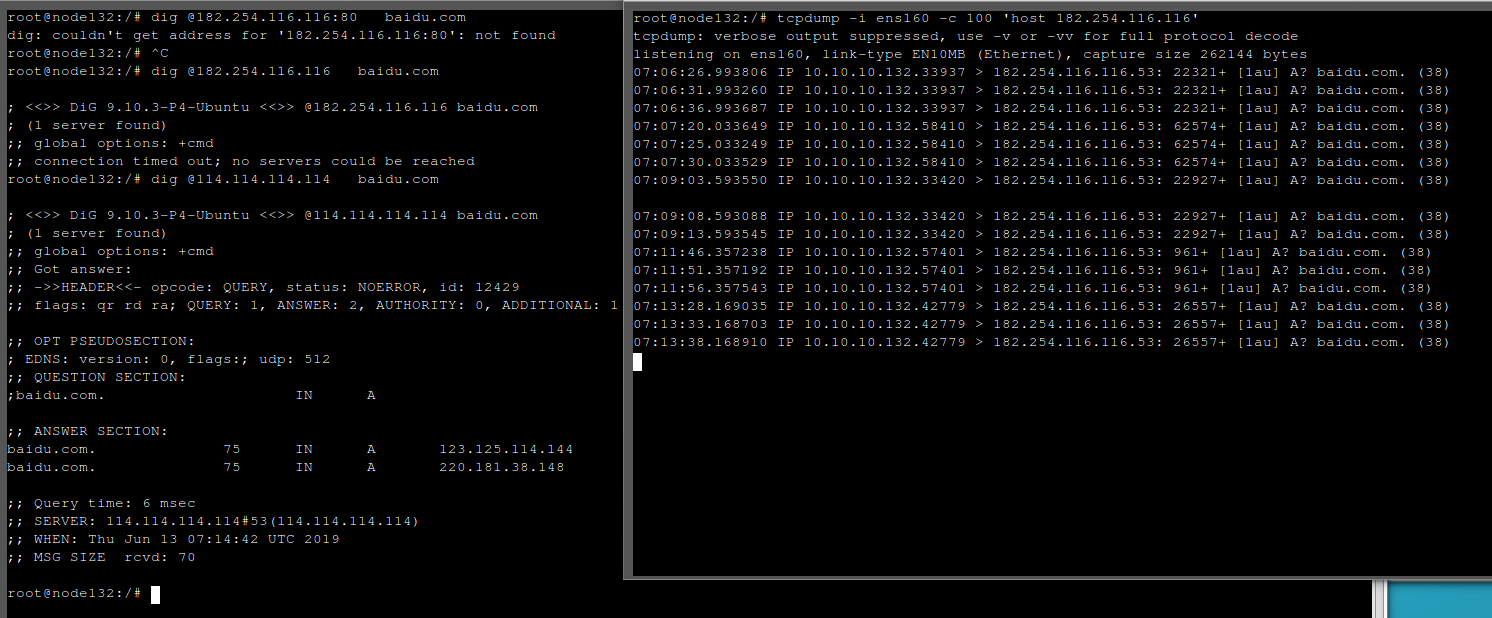 root@node132:/# dig @182.254.116.116:80   baidu.com
dig: couldn't get address for '182.254.116.116:80': not found
root@node132:/# ^C
root@node132:/# dig @182.254.116.116   baidu.com
; <<>> DiG 9.10.3-P4-Ubuntu <<>> @182.254.116.116 baidu.com
; (1 server found)
;; global options: +cmd
;; connection timed out; no servers could be reached
root@node132:/# dig @114.114.114.114   baidu.com
; <<>> DiG 9.10.3-P4-Ubuntu <<>> @114.114.114.114 baidu.com
; (1 server found)
;; global options: +cmd
;; Got answer:
;; ->>HEADER<<- opcode: QUERY, status: NOERROR, id: 12429
;; flags: qr rd ra; QUERY: 1, ANSWER: 2, AUTHORITY: 0, ADDITIONAL: 1
;; OPT PSEUDOSECTION:
; EDNS: version: 0, flags:; udp: 512
;; QUESTION SECTION:
;baidu.com.                     IN      A
;; ANSWER SECTION:
baidu.com.              75      IN      A       123.125.114.144
baidu.com.              75      IN      A       220.181.38.148
;; Query time: 6 msec
;; SERVER: 114.114.114.114#53(114.114.114.114)
;; WHEN: Thu Jun 13 07:14:42 UTC 2019
;; MSG SIZE  rcvd: 70
root@node132:/#
root@node132:/# tcpdump -i ens160 -c 100 'host 182.254.116.116'
tcpdump: verbose output suppressed, use -v or -vv for full protocol decode
listening on ens160, link-type EN10MB (Ethernet), capture size 262144 bytes
07:06:26.993806 IP 10.10.10.132.33937 > 182.254.116.116.53: 22321+ [1au] A? baidu.com. (38)
07:06:31.993260 IP 10.10.10.132.33937 > 182.254.116.116.53: 22321+ [1au] A? baidu.com. (38)
07:06:36.993687 IP 10.10.10.132.33937 > 182.254.116.116.53: 22321+ [1au] A? baidu.com. (38)
07:07:20.033649 IP 10.10.10.132.58410 > 182.254.116.116.53: 62574+ [1au] A? baidu.com. (38)
07:07:25.033249 IP 10.10.10.132.58410 > 182.254.116.116.53: 62574+ [1au] A? baidu.com. (38)
07:07:30.033529 IP 10.10.10.132.58410 > 182.254.116.116.53: 62574+ [1au] A? baidu.com. (38)
07:09:03.593550 IP 10.10.10.132.33420 > 182.254.116.116.53: 22927+ [1au] A? baidu.com. (38)
07:09:08.593088 IP 10.10.10.132.33420 > 182.254.116.116.53: 22927+ [1au] A? baidu.com. (38)
07:09:13.593545 IP 10.10.10.132.33420 > 182.254.116.116.53: 22927+ [1au] A? baidu.com. (38)
07:11:46.357238 IP 10.10.10.132.57401 > 182.254.116.116.53: 961+ [1au] A? baidu.com. (38)
07:11:51.357192 IP 10.10.10.132.57401 > 182.254.116.116.53: 961+ [1au] A? baidu.com. (38)
07:11:56.357543 IP 10.10.10.132.57401 > 182.254.116.116.53: 961+ [1au] A? baidu.com. (38)
07:13:28.169035 IP 10.10.10.132.42779 > 182.254.116.116.53: 26557+ [1au] A? baidu.com. (38)
07:13:33.168703 IP 10.10.10.132.42779 > 182.254.116.116.53: 26557+ [1au] A? baidu.com. (38)
07:13:38.168910 IP 10.10.10.132.42779 > 182.254.116.116.53: 26557+ [1au] A? baidu.com. (38)